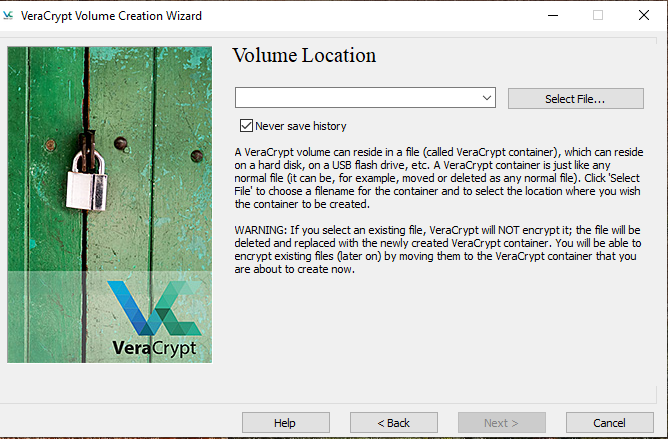 VeraCrypt Volume Creation Wizard
Volume Location
Select File...
Never save history
A VeraCrypt volume can reside in a file (called VeraCrypt container), which can reside
on a hard disk, on a USB flash drive, etc. A VeraCrypt container is just like any
normal file (it can be, for example, moved or deleted as any normal file). Click 'Select
File' to choose a filename for the container and to select the location where you wish
the container to be created.
WARNING: If you select an existing file, VeraCrypt will NOT encrypt it; the file will be
deleted and replaced with the newly created VeraCrypt container. You will be able to
encrypt existing files (later on) by moving them to the VeraCrypt container that you
are about to create now.
VeraCrypt
Help
< Back
Next >
Cancel